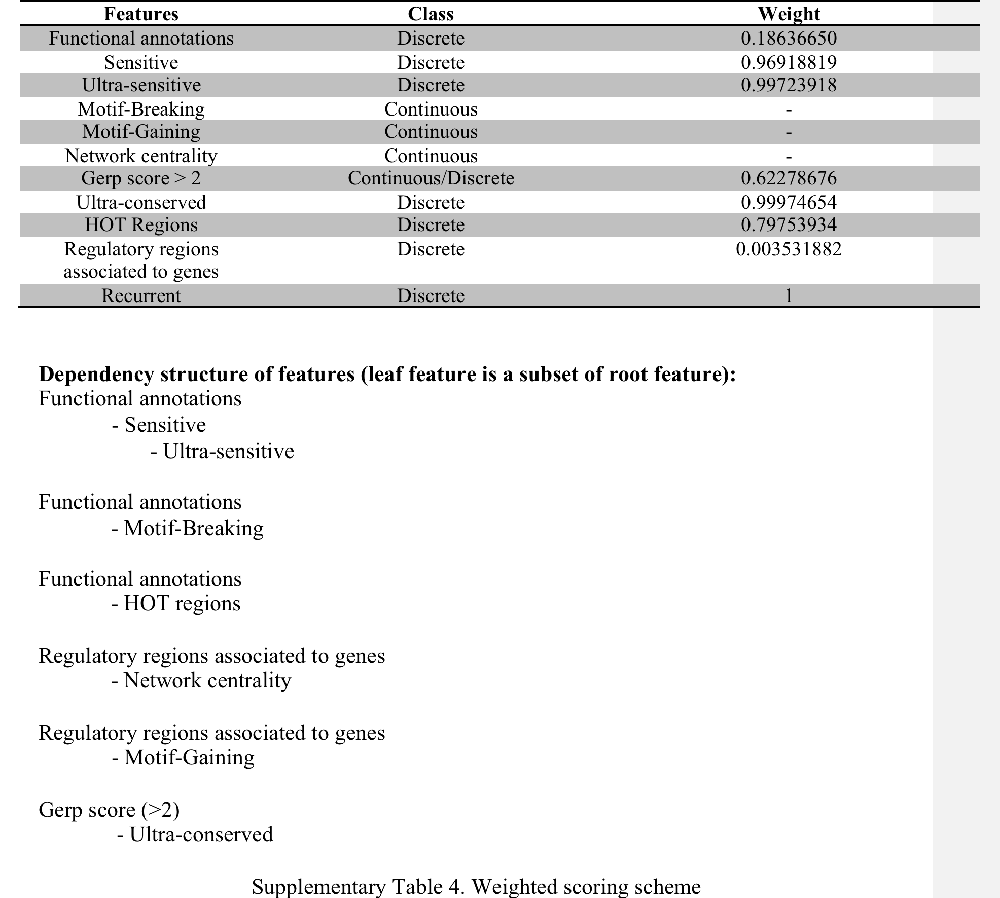 Features Class Weight
Functional annotations Discrete 0.18636650
Sensitive Discrete 0.96918819
Ultra-sensitive Discrete 0.99723918
Motif-Breaking Continuous -
Motif-Gaining Continuous -
Network centrality Continuous -
Gerp score > 2 Continuous/Discrete 0.62278676
Ultra-conserved Discrete 0.99974654
HOT Regions Discrete 0.79753934
Regulatory regions Discrete 0.003531882
associated to genes
Recurrent Discrete 1
Dependency structure of features (leaf feature is a subset of root feature):
Functional annotations
- Sensitive
- Ultra-sensitive
Functional annotations
- Motif-Breaking
Functional annotations
- HOT regions
Regulatory regions associated to genes
- Network centrality
Regulatory regions associated to genes
- Motif-Gaining
Gerp score (>2)
- Ultra-conserved
Supplementary Table 4. Weighted scoring scheme